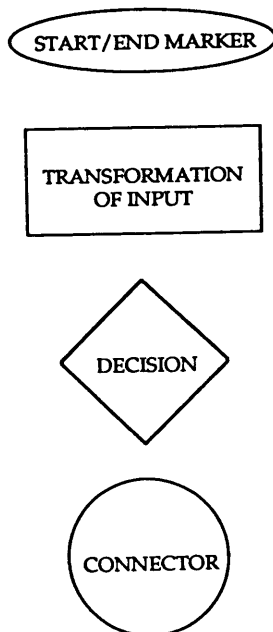 START/END MARKER
TRANSFORMATION
OF INPUT
DECISION
CONNECTOR